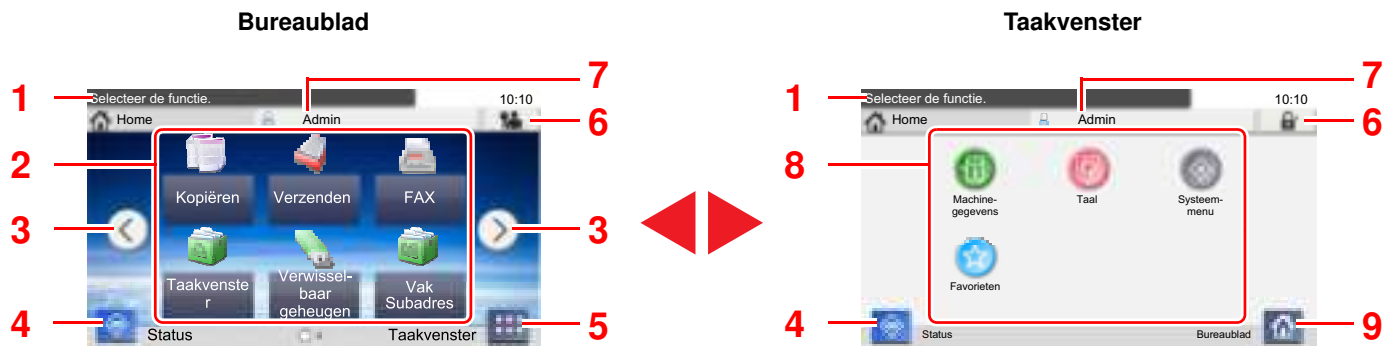 Bureaublad
Taakvenster
7
7
1
Selecteer de functie.
10:10
1
Selecteer de functie.
10:10
Home
Admin
6
Home
Admin
6
2
8
Kopiëren
Verzenden
FAX
Machine-
gegevens
Taal
Systeem-
menu
3
3
Taakvenste
r
Verwissel-
baar
geheugen
Vak
Subadres
Favorieten
4
Status
Taakvenster
5
4
Status
Bureaublad
9